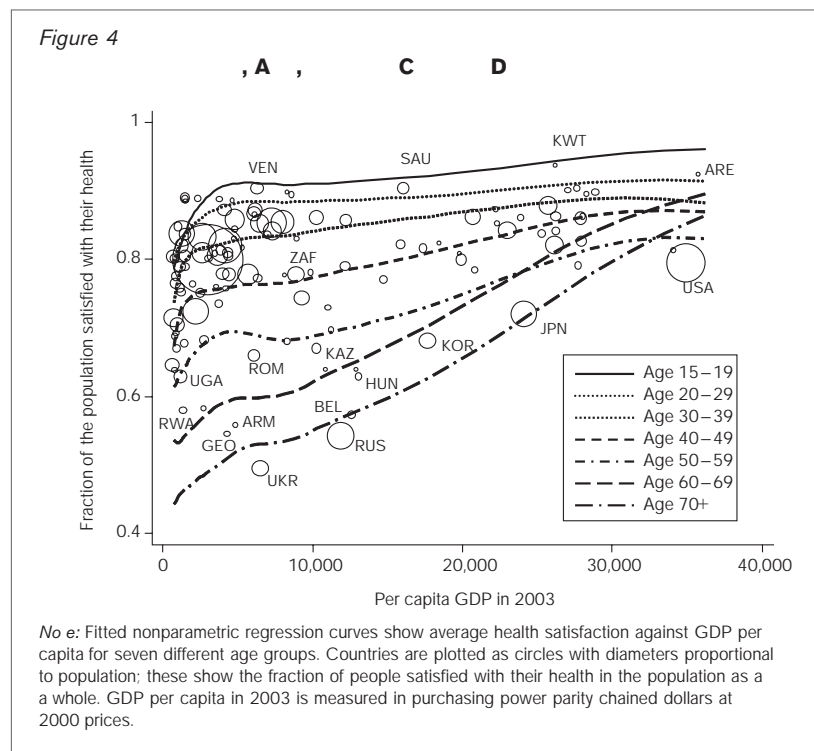 Figure 4
, A , C D
Fraction of the population satisfied with their health
1
0.8
0.6
0.4
VEN
SAU
KWT
ARE
ZAF
USA
JPN
KOR
KAZ
HUN
ROM
UGA
RWA
ARM
GEO
BEL
RUS
UKR
Age 15–19
Age 20–29
Age 30–39
Age 40–49
Age 50–59
Age 60–69
Age 70+
0 10,000 20,000 30,000 40,000
Per capita GDP in 2003
No e: Fitted nonparametric regression curves show average health satisfaction against GDP per
capita for seven different age groups. Countries are plotted as circles with diameters proportional
to population; these show the fraction of people satisfied with their health in the population as a
a whole. GDP per capita in 2003 is measured in purchasing power parity chained dollars at
2000 prices.